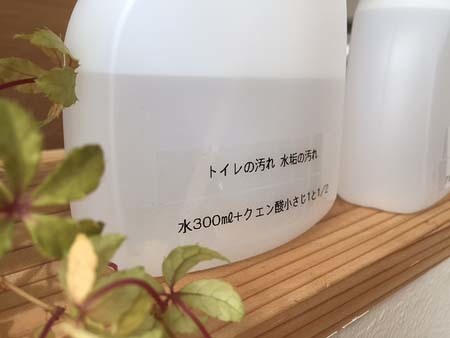 トイレの汚れ 水垢の汚れ
水300㎖+クエン酸小さじ1と1/2